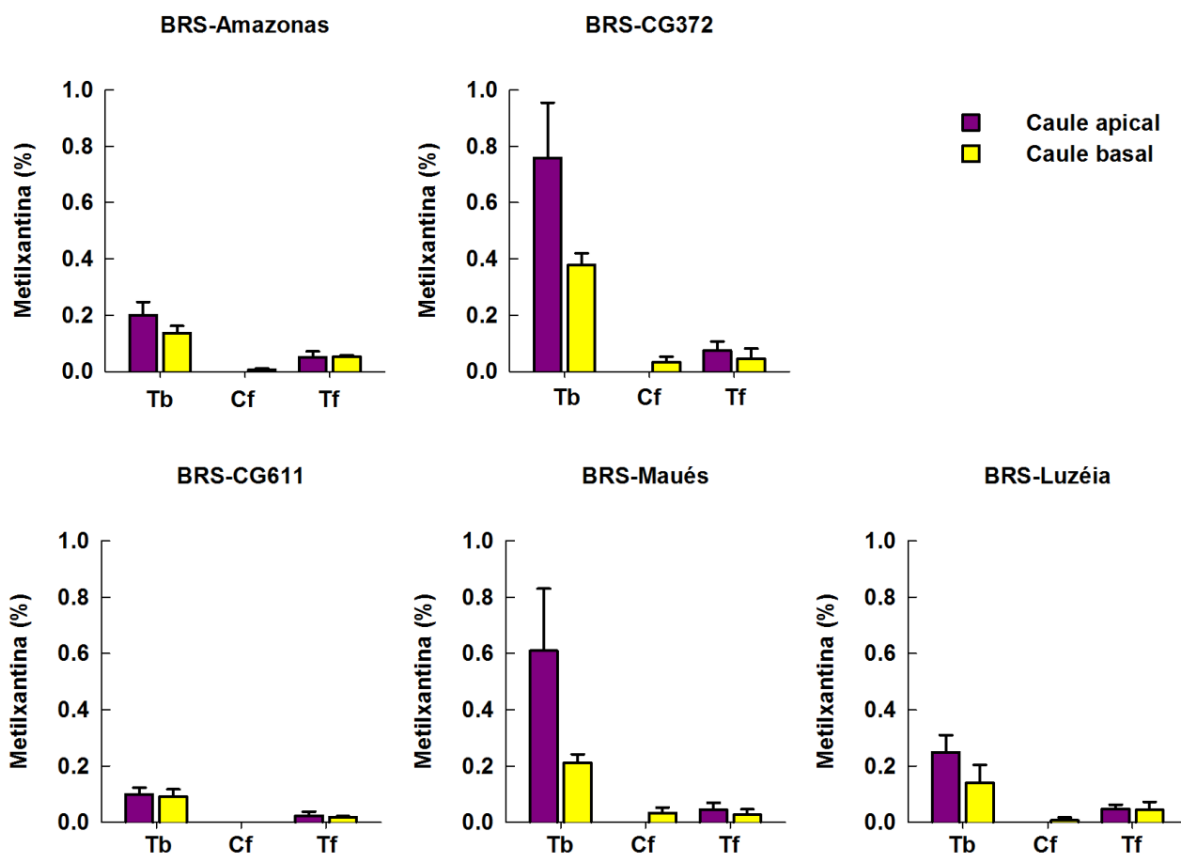 BRS-Amazonas
Metilxantina (%)
1.0
0.8
0.6
0.4
0.2
0.0
Tb Cf Tf
BRS-CG372
Metilxantina (%)
1.0
0.8
0.6
0.4
0.2
0.0
Tb Cf Tf
Caule apical
Caule basal
BRS-CG611
Metilxantina (%)
1.0
0.8
0.6
0.4
0.2
0.0
Tb Cf Tf
BRS-Maués
Metilxantina (%)
1.0
0.8
0.6
0.4
0.2
0.0
Tb Cf Tf
BRS-Luzéia
Metilxantina (%)
1.0
0.8
0.6
0.4
0.2
0.0
Tb Cf Tf